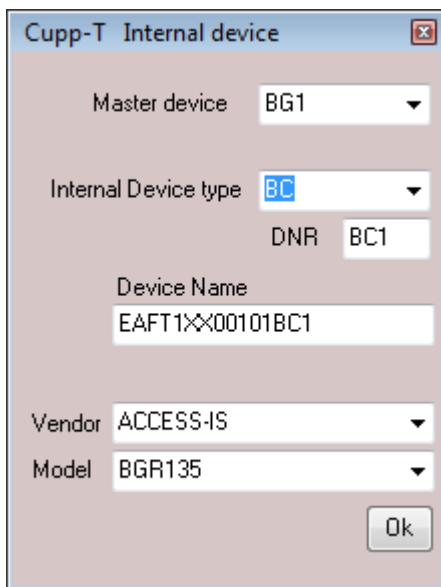 Cupp-T Internal device
Master device BG1
Internal Device type BC
DNR BC1
Device Name
EAFT1XX00101BC1
Vendor ACCESS-IS
Model BGR135
Ok